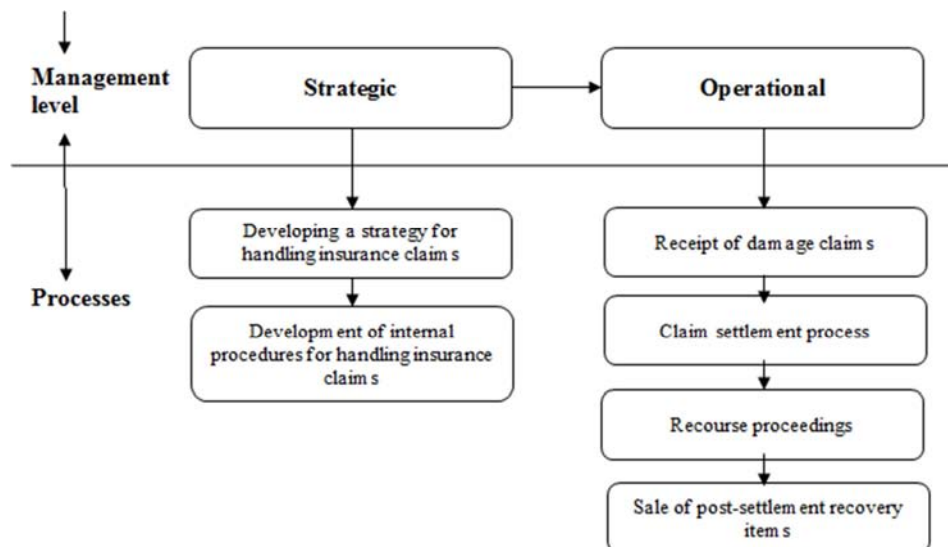 Management
level
Strategic
Operational
Processes
Developing a strategy for
handling insurance claims
Development of internal
procedures for handling insurance
claims
Receipt of damage claims
Claim settlement process
Recourse proceedings
Sale of post-settlement recovery
items